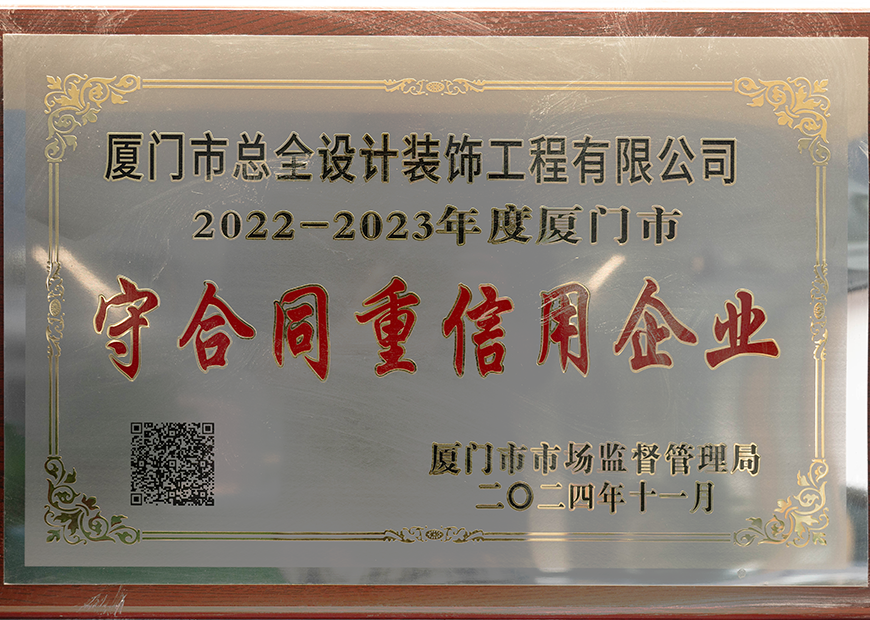 厦门市总全设计装饰工程有限公司
2022-2023年度厦门市
守合同重信用企业
厦门市市场监督管理局
二〇二四年十一月